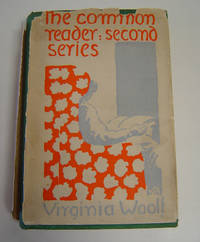 The common
reader: second
series
Virginia Woolf